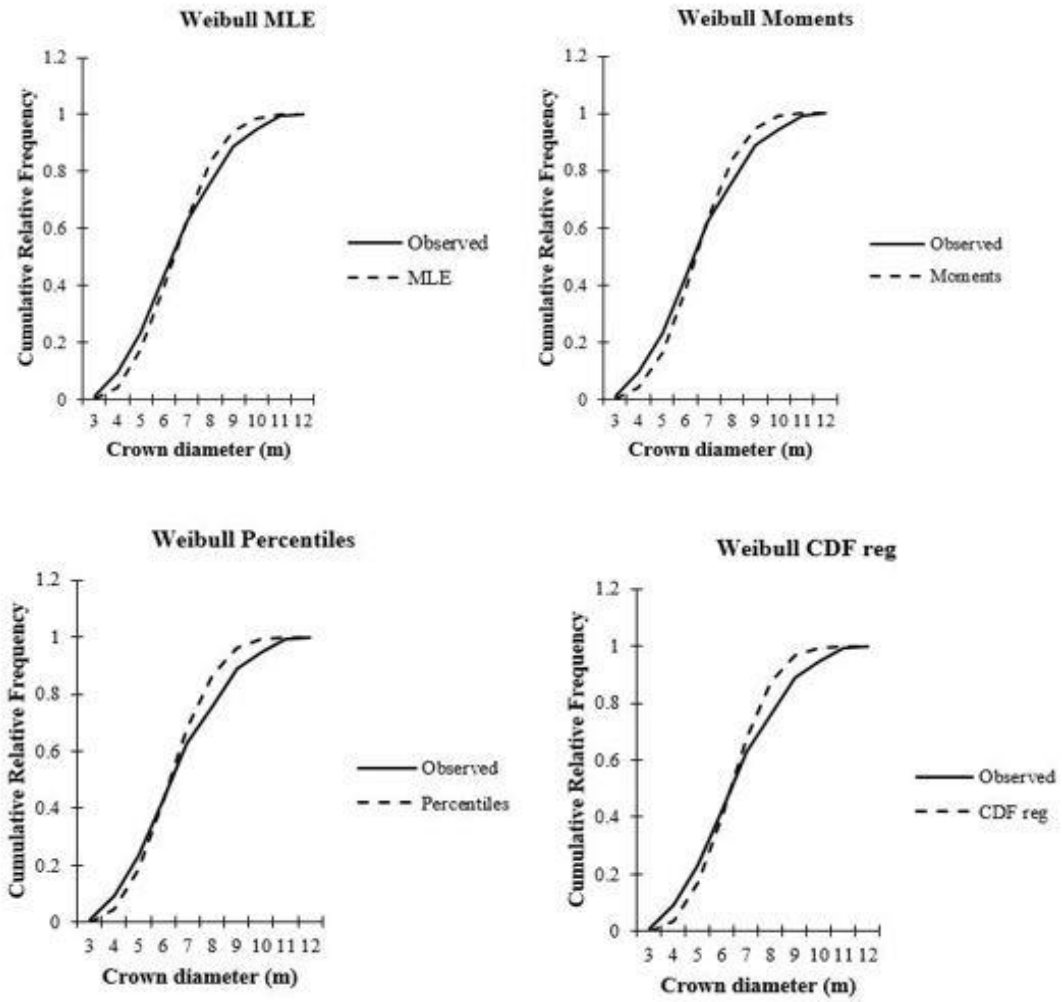 Weibull MLE
Cumulative Relative Frequency
1.2
1
0.8
0.6
0.4
0.2
0
3 4 5 6 7 8 9 10 11 12
Crown diameter (m)
Observed
MLE
Weibull Moments
Cumulative Relative Frequency
1.2
1
0.8
0.6
0.4
0.2
0
3 4 5 6 7 8 9 10 11 12
Crown diameter (m)
Observed
Moments
Weibull Percentiles
Cumulative Relative Frequency
1.2
1
0.8
0.6
0.4
0.2
0
3 4 5 6 7 8 9 10 11 12
Crown diameter (m)
Observed
Percentiles
Weibull CDF reg
Cumulative Relative Frequency
1.2
1
0.8
0.6
0.4
0.2
0
3 4 5 6 7 8 9 10 11 12
Crown diameter (m)
Observed
CDF reg